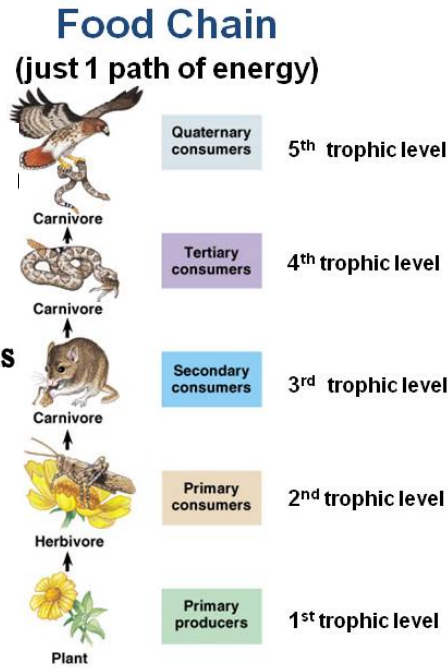 Food Chain
(just 1 path of energy)
Quaternary
consumers
5th trophic level
Carnivore
Tertiary
consumers
4th trophic level
Carnivore
s
Secondary
consumers
3rd trophic level
Carnivore
Primary
consumers
2nd trophic level
Herbivore
Primary
producers
1st trophic level
Plant